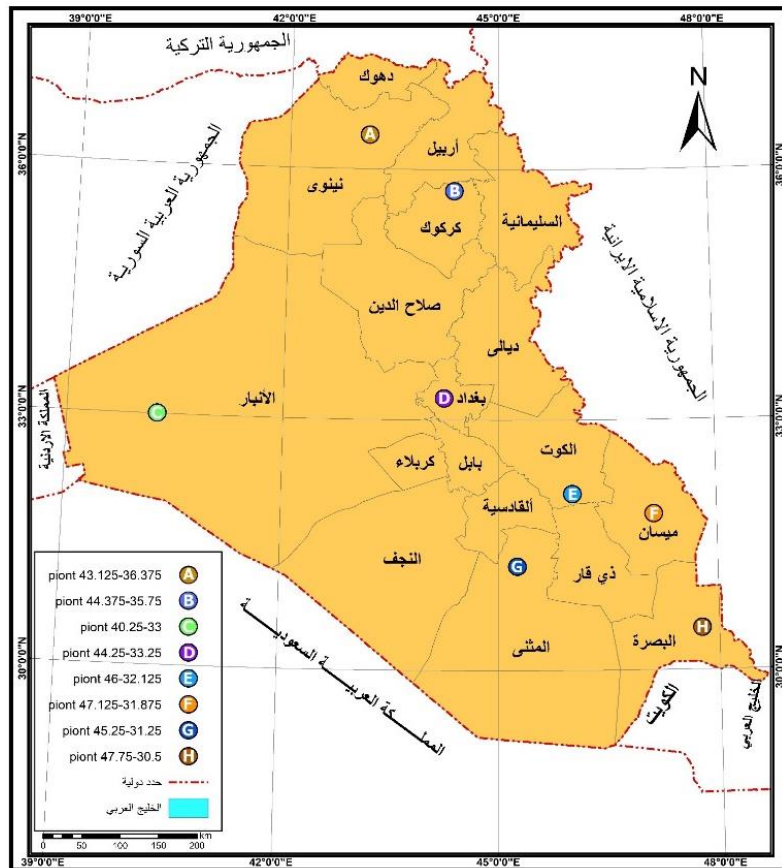 39°0'0"E 42°0'0"E 45°0'0"E 48°0'0"E
الجمهورية التركية
N
دهوك
A
أربيل
36°0'0"N
36°0'0"N
نينوى
B
كركوك
السليمانية
الجمهورية العربية السورية
الجمهورية الاسلامية الايرانية
صلاح الدين
ديالى
الأنبار
D
بغداد
C
33°0'0"N
33°0'0"N
المملكة الاردنية
الكوت
كربلاء
بابل
E
ألقادسية
F
ميسان
النجف
G
ذي قار
H
البصرة
المثنى
30°0'0"N
30°0'0"N
الكويت
الخليج العربي
المملكة العربية السعودية
piont 43.125-36.375 A
piont 44.375-35.75 B
piont 40.25-33 C
piont 44.25-33.25 D
piont 46-32.125 E
piont 47.125-31.875 F
piont 45.25-31.25 G
piont 47.75-30.5 H
حدد دولية
الخليج العربي
km
0 50 100 150 200
39°0'0"E 42°0'0"E 45°0'0"E 48°0'0"E